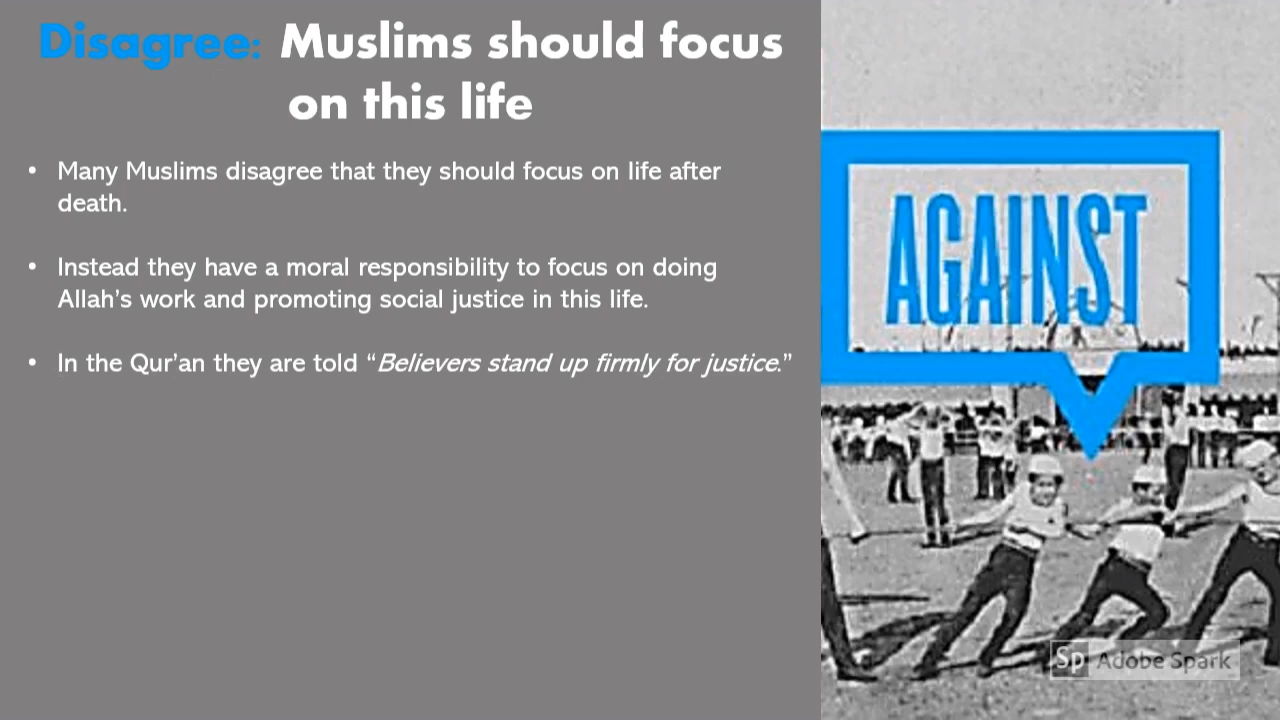 Disagree: Muslims should focus
on this life
• Many Muslims disagree that they should focus on life after
death.
• Instead they have a moral responsibility to focus on doing
Allah’s work and promoting social justice in this life.
• In the Qur’an they are told “Believers stand up firmly for justice.”
AGAINST
Sp Adobe Spark